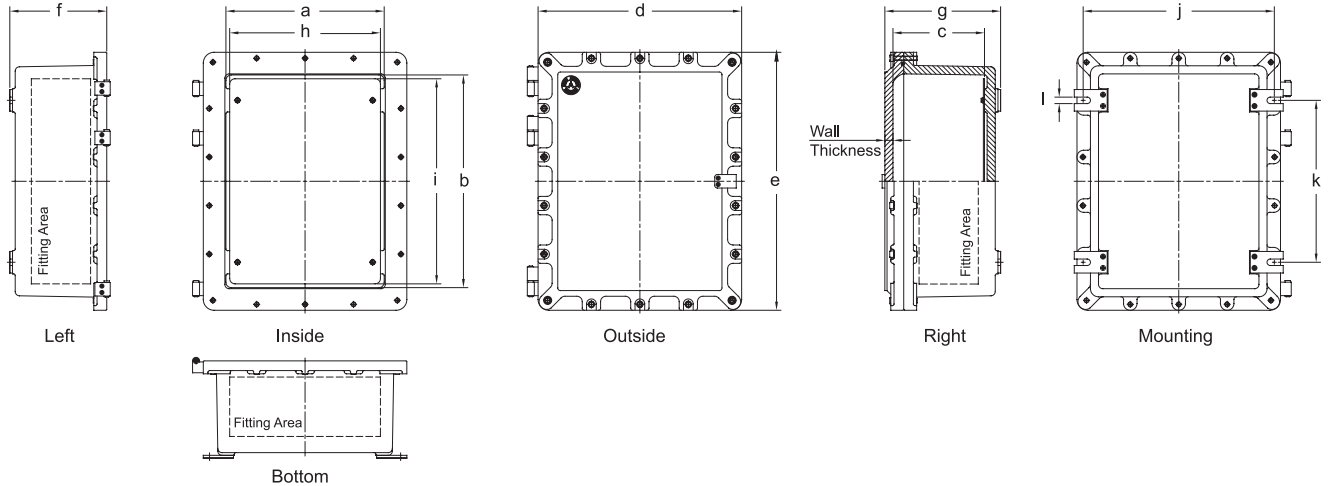 f
a
h
d
g
c
j
l
Wall
Thickness
i
b
e
k
Fitting Area
Fitting Area
Left
Inside
Outside
Right
Mounting
Fitting Area
Bottom